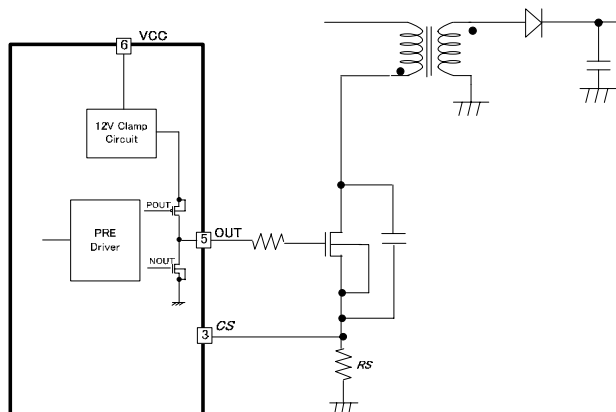 6
VCC
12V Clamp
Circuit
POUT
PRE
Driver
5
OUT
NOUT
3
CS
RS